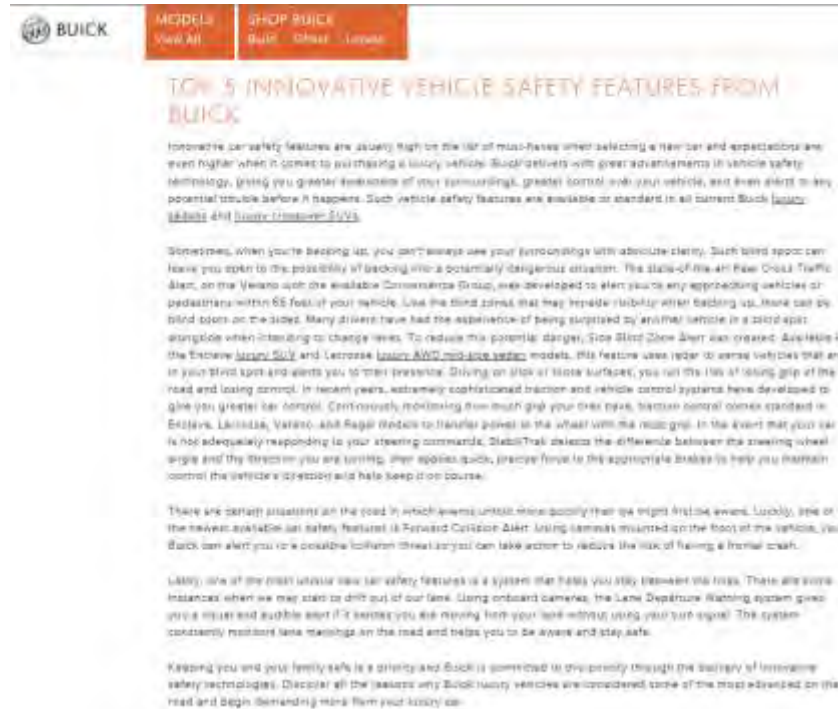 BUICK
MODELS
View All
SHOP BUICK
Build Offers Locate
TOP 5 INNOVATIVE VEHICLE SAFETY FEATURES FROM
BUICK
Innovative car safety features are usually high on the list of must-haves when selecting a new car and expectations are
even higher when it comes to purchasing a luxury vehicle. Buick delivers with great advancements in vehicle safety
technology, giving you greater awareness of your surroundings, greater control over your vehicle, and even alerts to any
potential trouble before it happens. Such vehicle safety features are available or standard in all current Buick luxury
sedans and luxury crossover SUVs.
Sometimes, when you're backing up, you can't always see your surroundings with absolute clarity. Such blind spots can
leave you open to the possibility of backing into a potentially dangerous situation. The state-of-the-art Rear Cross Traffic
Alert, on the Verano with the available Convenience Group, was developed to alert you to any approaching vehicles or
pedestrians within 65 feet of your vehicle. Like the blind zones that may impede visibility when backing up, there can be
blind spots on the sides. Many drivers have had the experience of being surprised by another vehicle in a blind spot
alongside when intending to change lanes. To reduce this potential danger, Side Blind Zone Alert was created. Available
the Enclave luxury SUV and Lacrosse luxury AWD mid-size sedan models, this feature uses radar to sense vehicles that
in your blind spot and alerts you to their presence. Driving on slick or loose surfaces, you run the risk of losing grip of the
road and losing control. In recent years, extremely sophisticated traction and vehicle control systems have developed to
give you greater car control. Continuously monitoring how much grip your tires have, traction control comes standard in
Enclave, Lacrosse, Verano, and Regal models to transfer power to the wheel with the most grip. In the event that your car
is not adequately responding to your steering commands, StabiliTrak detects the difference between the steering wheel
angle and the direction you are turning, then applies quick, precise force to the appropriate brakes to help you maintain
control the vehicle's direction and help keep it on course.
There are certain situations on the road in which events unfold more quickly than we might first be aware. Luckily, one of
the newest available car safety features is Forward Collision Alert. Using cameras mounted on the front of the vehicle,
Buick can alert you to a possible collision threat so you can take action to reduce the risk of having a frontal crash.
Lastly, one of the most unusual new car safety features is a system that helps you stay between the lines. There are some
instances when we may start to drift out of our lane. Using onboard cameras, the Lane Departure Warning system gives
you a visual and audible alert if it senses you are moving from your lane without using your turn signal. The system
constantly monitors lane markings on the road and helps you to be aware and stay safe.
Keeping you and your family safe is a priority and Buick is committed to this priority through the delivery of innovative
safety technologies. Discover all the reasons why Buick luxury vehicles are considered some of the most advanced on the
road and begin demanding more from your luxury car.